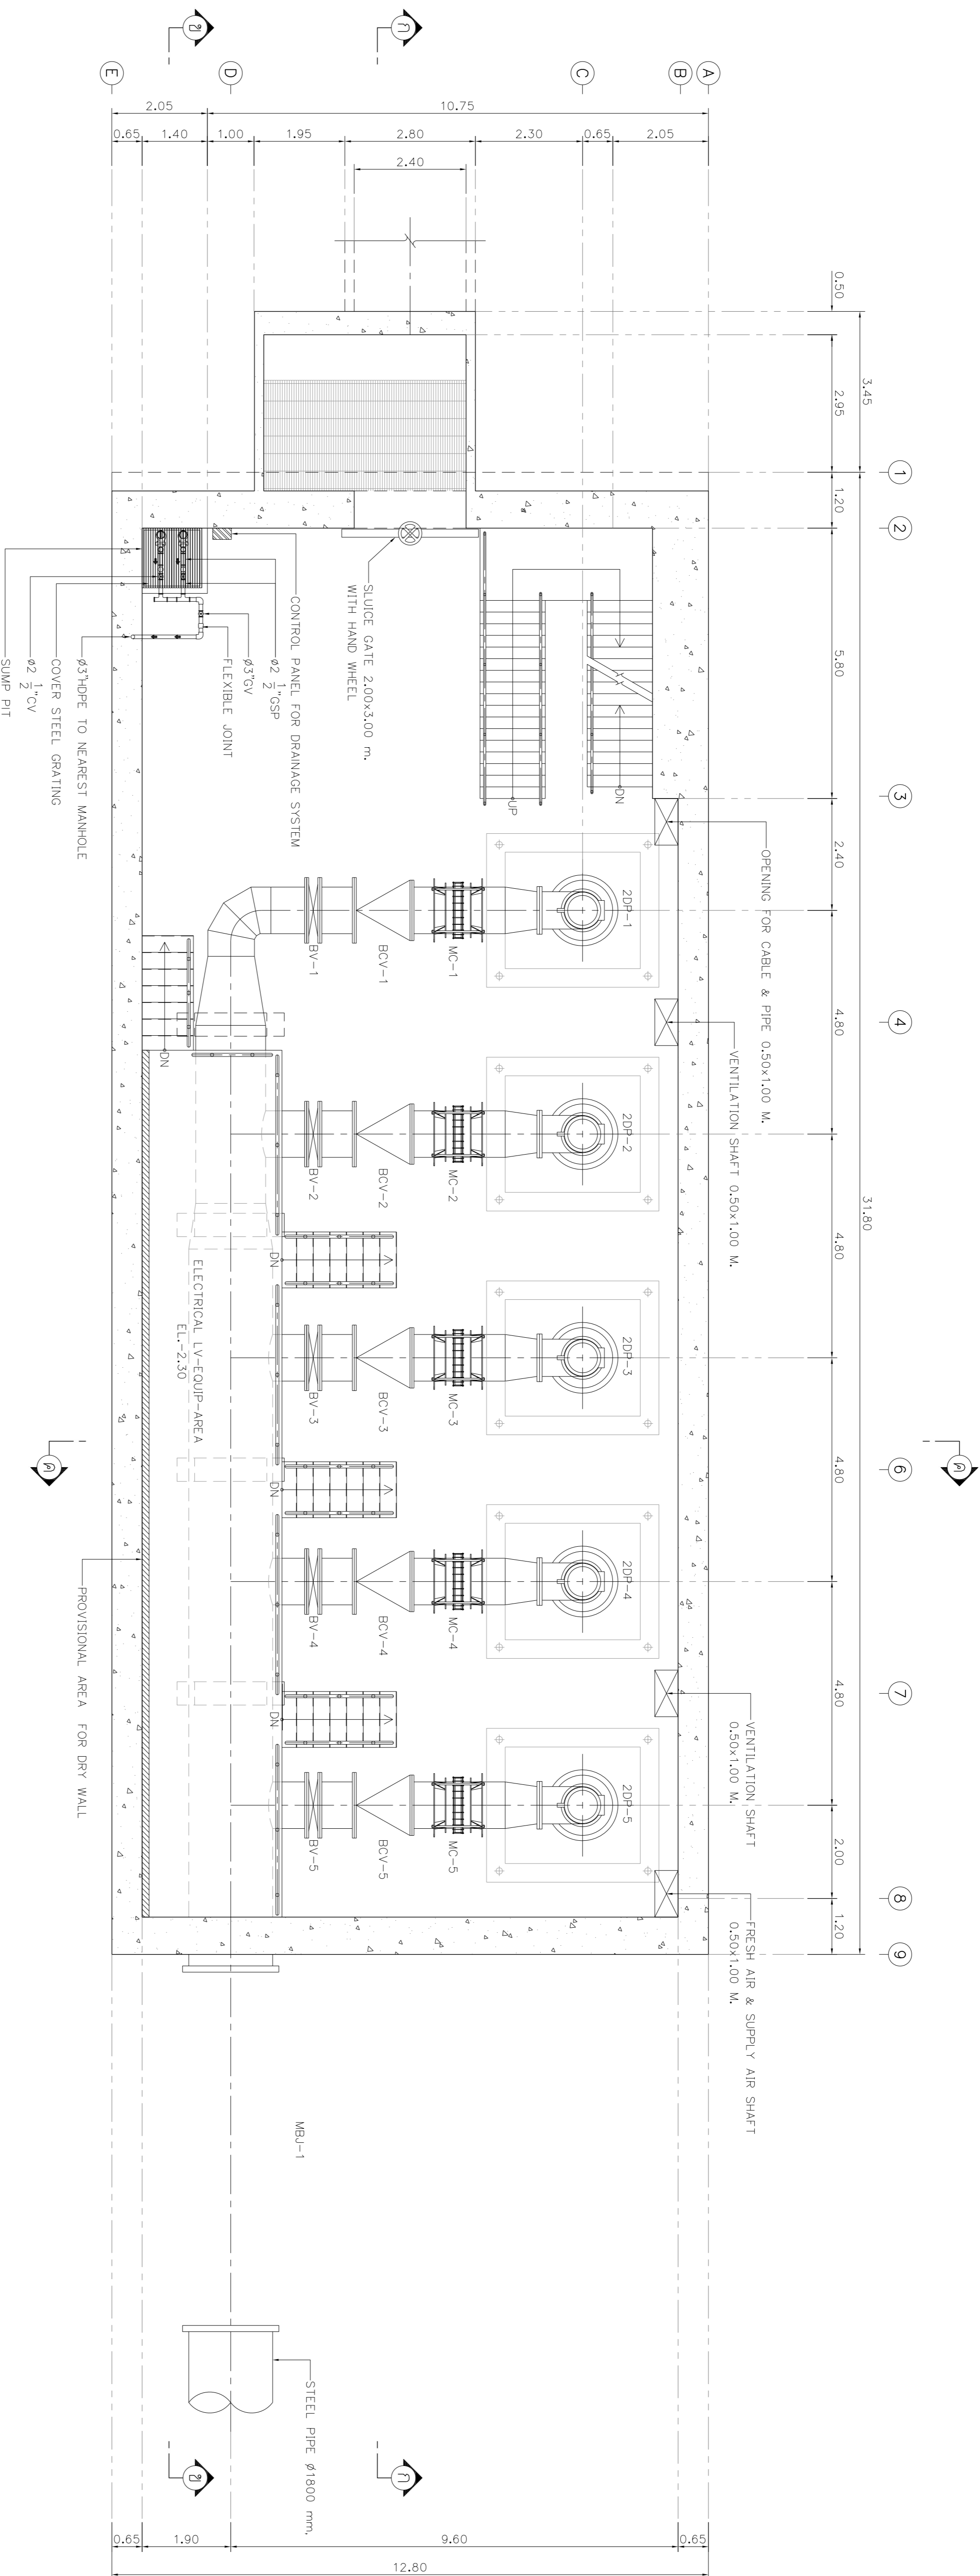 A
B
C
D
E
ก
ข
10.75
2.05
2.05
0.65
2.30
2.80
1.95
1.00
1.40
0.65
2.40
0.50
3.45
2.95
1.20
5.80
2.40
4.80
4.80
4.80
4.80
2.00
1.20
31.80
1
2
3
4
6
7
8
9
ค
ค
OPENING FOR CABLE & PIPE 0.50x1.00 M.
VENTILATION SHAFT 0.50x1.00 M.
VENTILATION SHAFT
0.50x1.00 M.
FRESH AIR & SUPPLY AIR SHAFT
0.50x1.00 M.
DN
UP
SLUICE GATE 2.00x3.00 m.
WITH HAND WHEEL
CONTROL PANEL FOR DRAINAGE SYSTEM
Ø2 1/2"GSP
Ø3"GV
FLEXIBLE JOINT
Ø3"HDPE TO NEAREST MANHOLE
COVER STEEL GRATING
Ø2 1/2"CV
SUMP PIT
2DP-1
MC-1
BCV-1
BV-1
2DP-2
MC-2
BCV-2
BV-2
2DP-3
MC-3
BCV-3
BV-3
2DP-4
MC-4
BCV-4
BV-4
2DP-5
MC-5
BCV-5
BV-5
DN
DN
DN
DN
ELECTRICAL LV-EQUIP-AREA
EL.-2.30
PROVISIONAL AREA FOR DRY WALL
MBJ-1
STEEL PIPE Ø1800 mm.
ก
ข
0.65
9.60
1.90
0.65
12.80